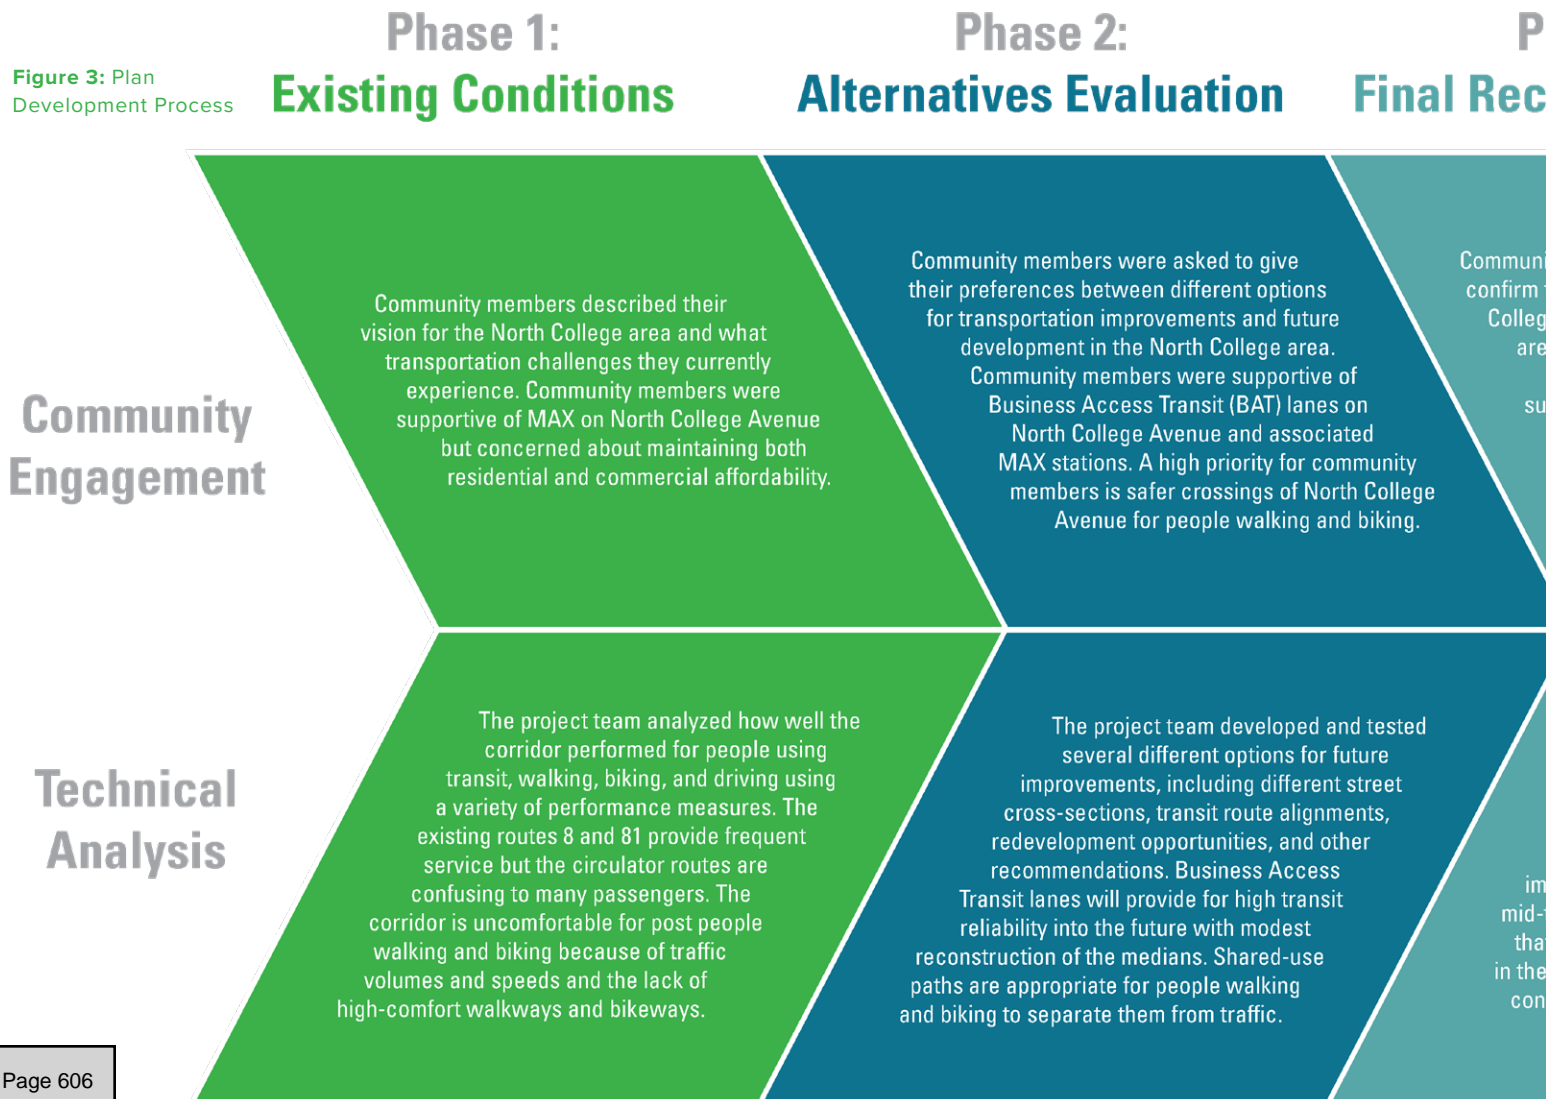 Phase 1:
Existing Conditions
Phase 2:
Alternatives Evaluation
P
Final Rec
Figure 3: Plan
Development Process
Community
Engagement
Community members described their
vision for the North College area and what
transportation challenges they currently
experience. Community members were
supportive of MAX on North College Avenue
but concerned about maintaining both
residential and commercial affordability.
Community members were asked to give
their preferences between different options
for transportation improvements and future
development in the North College area.
Community members were supportive of
Business Access Transit (BAT) lanes on
North College Avenue and associated
MAX stations. A high priority for community
members is safer crossings of North College
Avenue for people walking and biking.
Communi
confirm
Colleg
are
su
Technical
Analysis
The project team analyzed how well the
corridor performed for people using
transit, walking, biking, and driving using
a variety of performance measures. The
existing routes 8 and 81 provide frequent
service but the circulator routes are
confusing to many passengers. The
corridor is uncomfortable for post people
walking and biking because of traffic
volumes and speeds and the lack of
high-comfort walkways and bikeways.
The project team developed and tested
several different options for future
improvements, including different street
cross-sections, transit route alignments,
redevelopment opportunities, and other
recommendations. Business Access
Transit lanes will provide for high transit
reliability into the future with modest
reconstruction of the medians. Shared-use
paths are appropriate for people walking
and biking to separate them from traffic.
im
mid-
tha
in the
con
Page 606